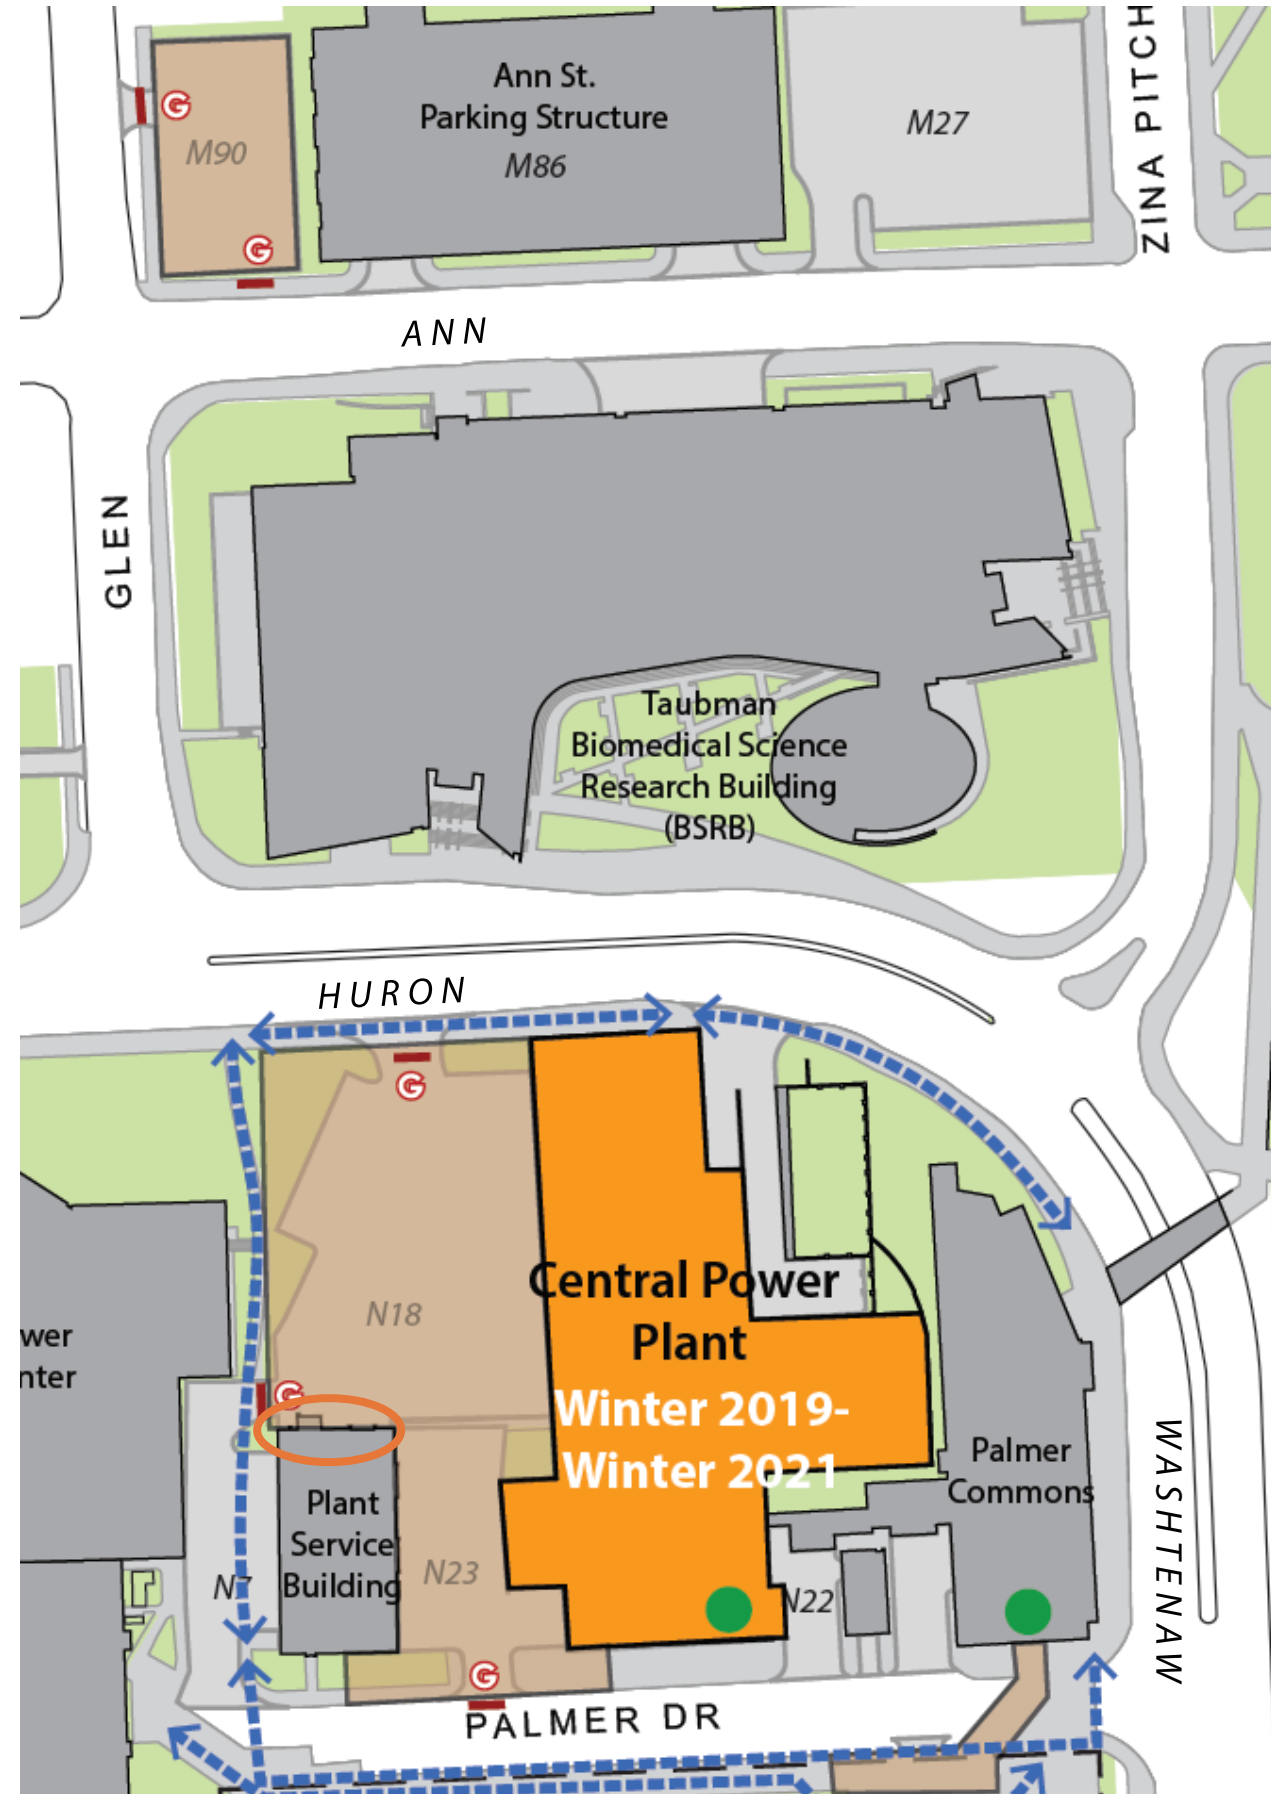 Ann St.
Parking Structure
M86
M27
ZINA PITCH
G
M90
G
ANN
GLEN
Taubman
Biomedical Science
Research Building
(BSRB)
HURON
G
Central Power
Plant
N18
wer
nter
G
Winter 2019-
Winter 2021
WASHTENAW
Palmer
Commons
Plant
Service
Building
N7
N23
N22
G
PALMER DR